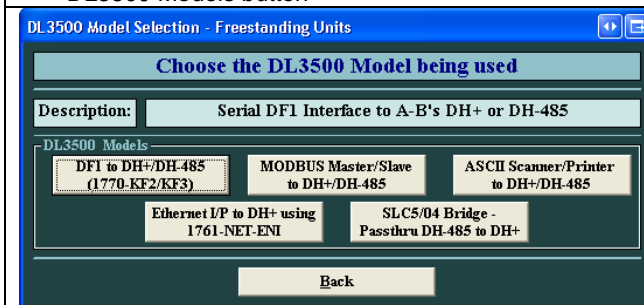 DL3500 Models button
DL3500 Model Selection - Freestanding Units
Choose the DL3500 Model being used
Description:
Serial DF1 Interface to A-B's DH+ or DH-485
DL3500 Models
DF1 to DH+/DH-485
(1770-KF2/KF3)
MODBUS Master/Slave
to DH+/DH-485
ASCII Scanner/Printer
to DH+/DH-485
Ethernet I/P to DH+ using
1761-NET-ENI
SLC5/04 Bridge -
Passthru DH-485 to DH+
Back